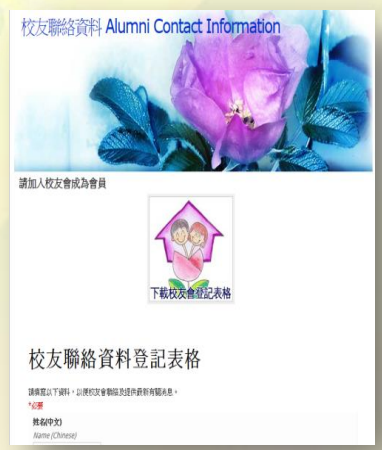 校友聯絡資料 Alumni Contact Information
請加入校友會成為會員
下載校友會登記表格
校友聯絡資料登記表格
請填寫以下資料，以便校友會聯絡及提供最新有關消息。
*必要
姓名(中文)
Name (Chinese)